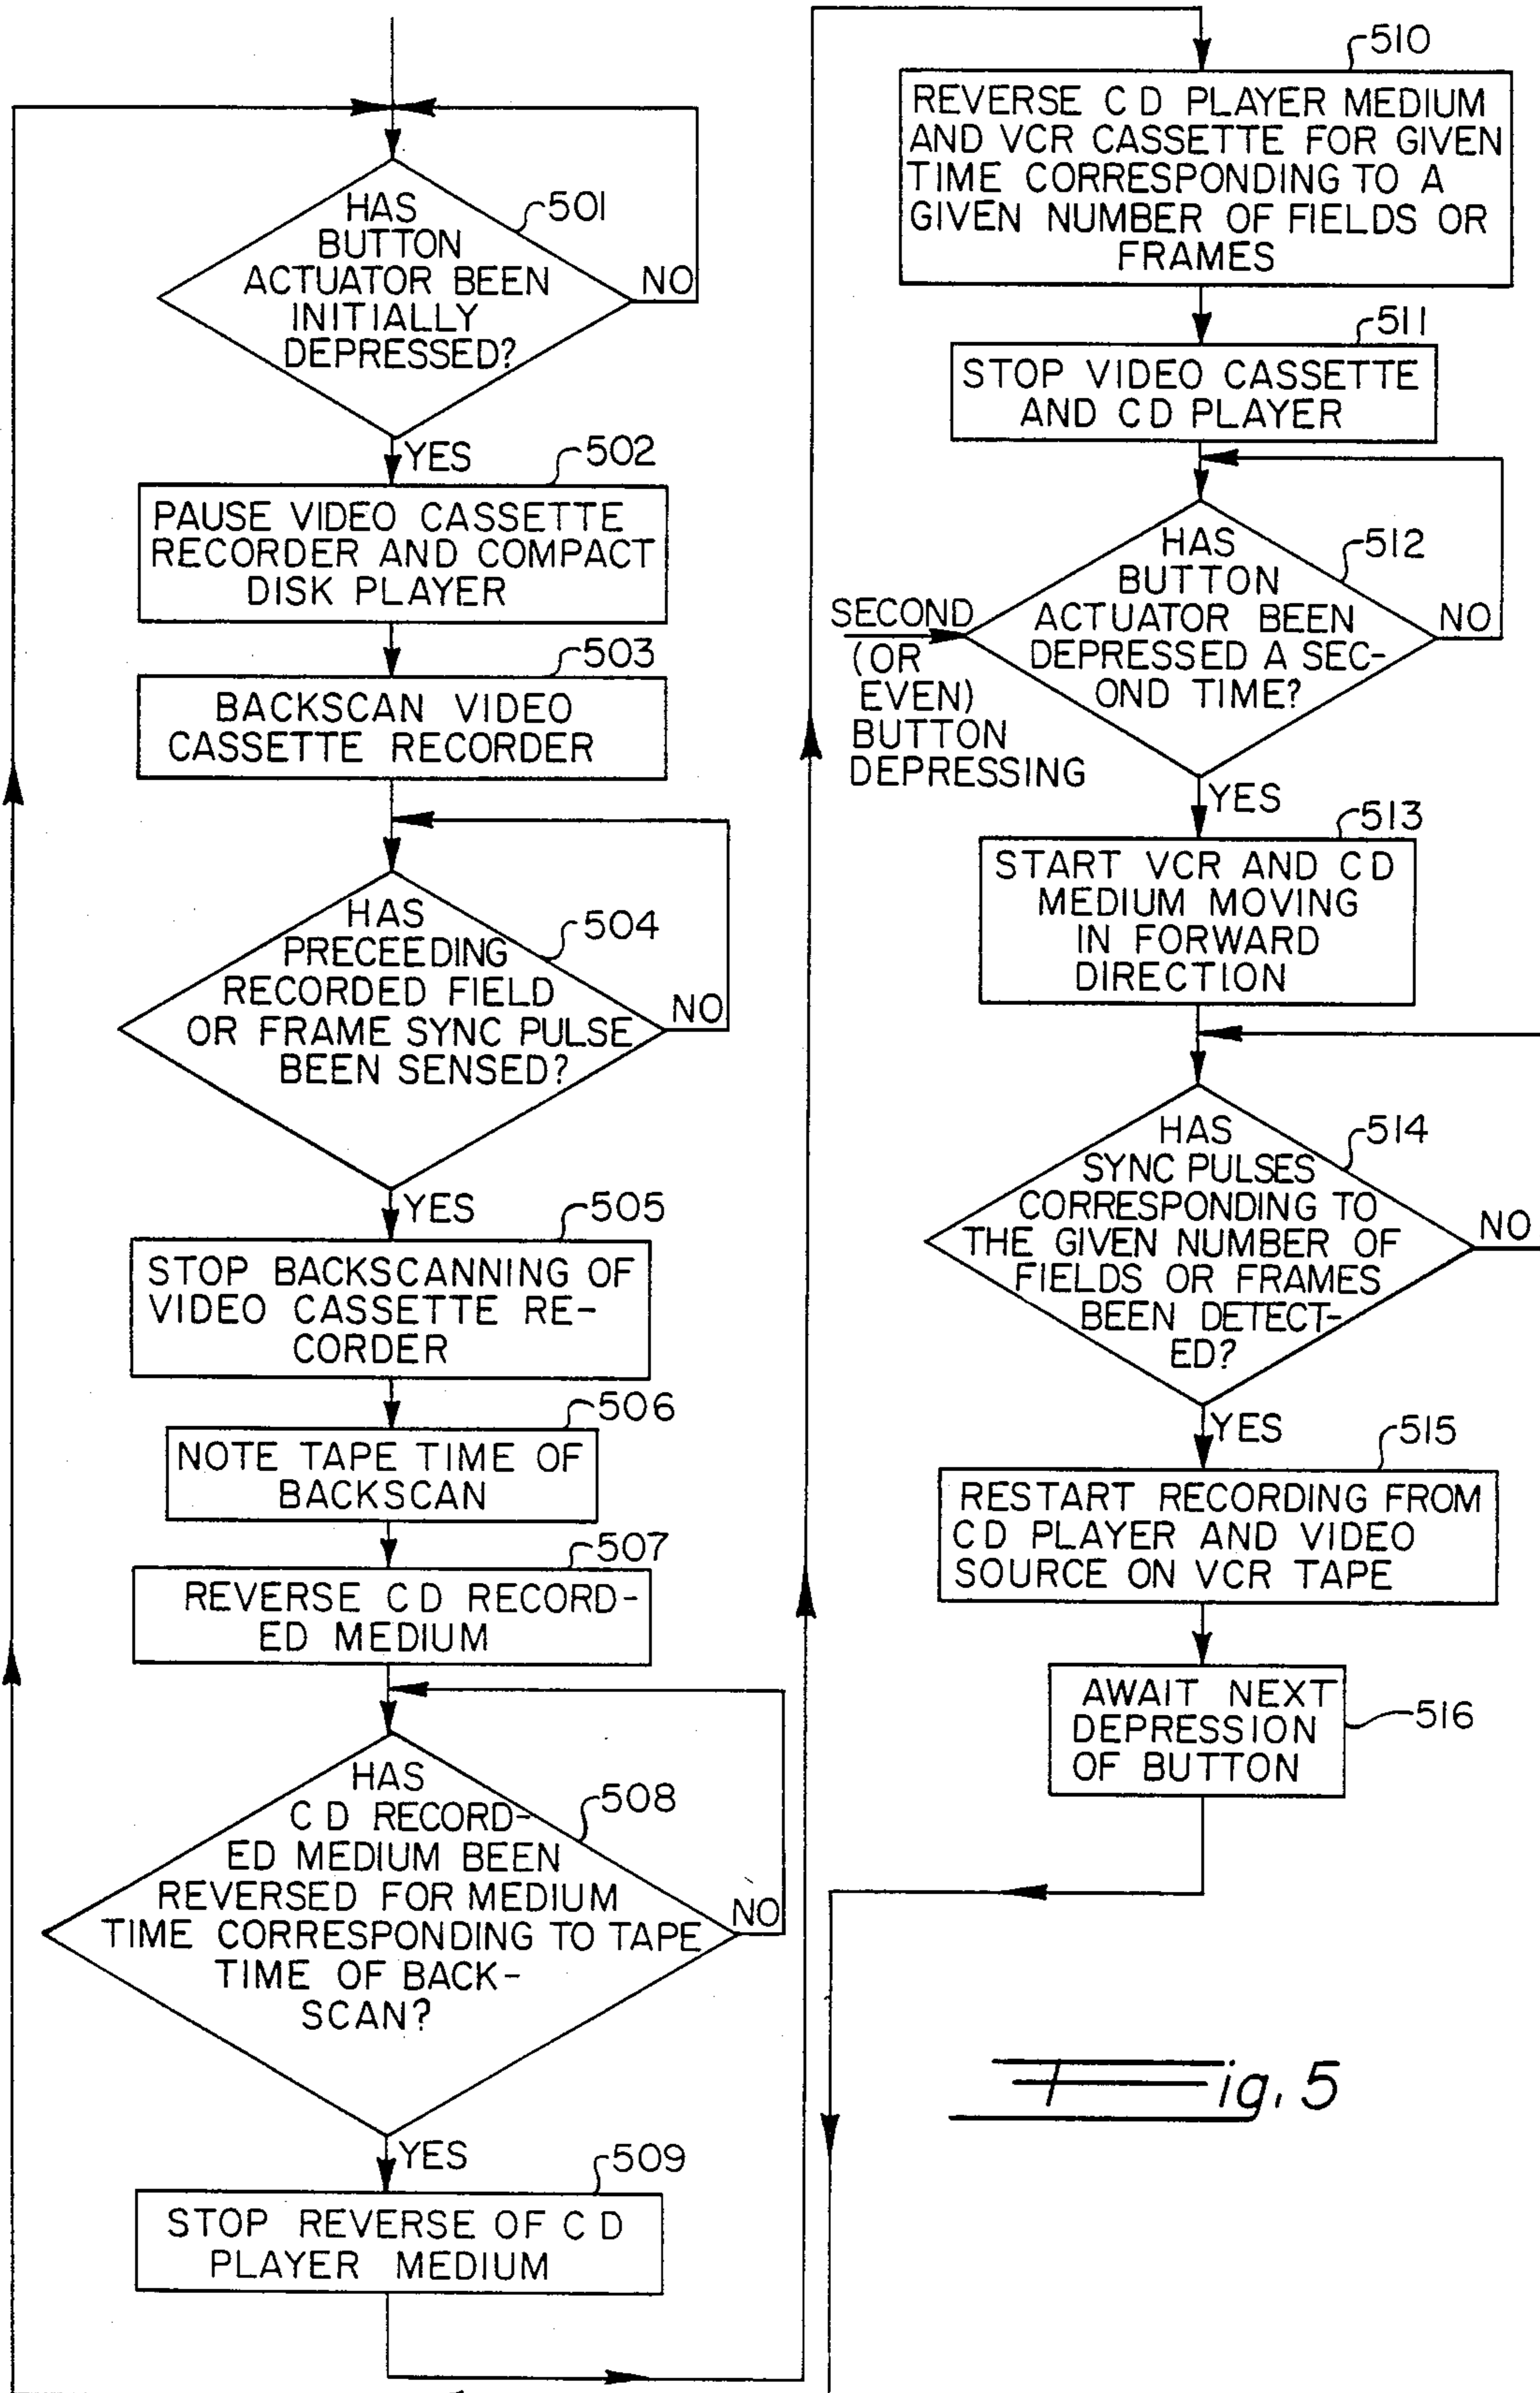 HAS
BUTTON
ACTUATOR BEEN
INITIALLY
DEPRESSED?
501
NO
YES
502
PAUSE VIDEO CASSETTE
RECORDER AND COMPACT
DISK PLAYER
503
BACKSCAN VIDEO
CASSETTE RECORDER
HAS
PRECEEDING
RECORDED FIELD
OR FRAME SYNC PULSE
BEEN SENSED?
504
NO
YES
505
STOP BACKSCANNING OF
VIDEO CASSETTE RE-
CORDER
506
NOTE TAPE TIME OF
BACKSCAN
507
REVERSE CD RECORD-
ED MEDIUM
HAS
CD RECORD-
ED MEDIUM BEEN
REVERSED FOR MEDIUM
TIME CORRESPONDING TO TAPE
TIME OF BACK-
SCAN?
508
NO
YES
509
STOP REVERSE OF CD
PLAYER MEDIUM
510
REVERSE CD PLAYER MEDIUM
AND VCR CASSETTE FOR GIVEN
TIME CORRESPONDING TO A
GIVEN NUMBER OF FIELDS OR
FRAMES
511
STOP VIDEO CASSETTE
AND CD PLAYER
HAS
BUTTON
ACTUATOR BEEN
DEPRESSED A SEC-
OND TIME?
512
NO
SECOND
(OR
EVEN)
BUTTON
DEPRESSING
YES
513
START VCR AND CD
MEDIUM MOVING
IN FORWARD
DIRECTION
HAS
SYNC PULSES
CORRESPONDING TO
THE GIVEN NUMBER OF
FIELDS OR FRAMES
BEEN DETECT-
ED?
514
NO
YES
515
RESTART RECORDING FROM
CD PLAYER AND VIDEO
SOURCE ON VCR TAPE
AWAIT NEXT
DEPRESSION
OF BUTTON
516
Fig. 5